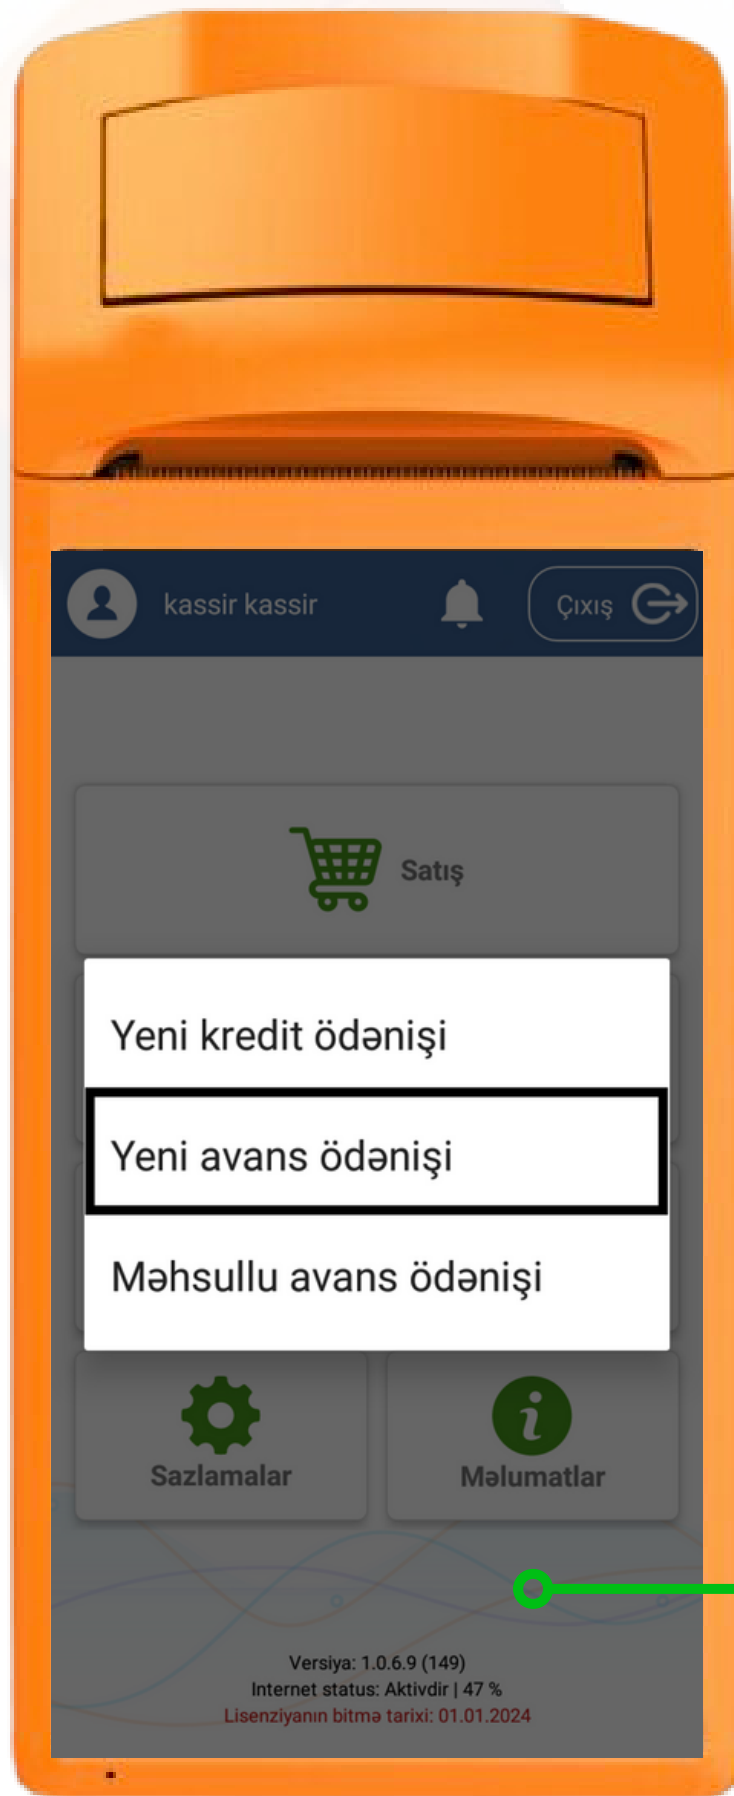 kassir kassir
Çıxış
Satış
Yeni kredit ödənişi
Yeni avans ödənişi
Məhsullu avans ödənişi
Sazlamalar
Məlumatlar
Versiya: 1.0.6.9 (149)
Internet status: Aktivdir | 47 %
Lisenziyanın bitmə tarixi: 01.01.2024